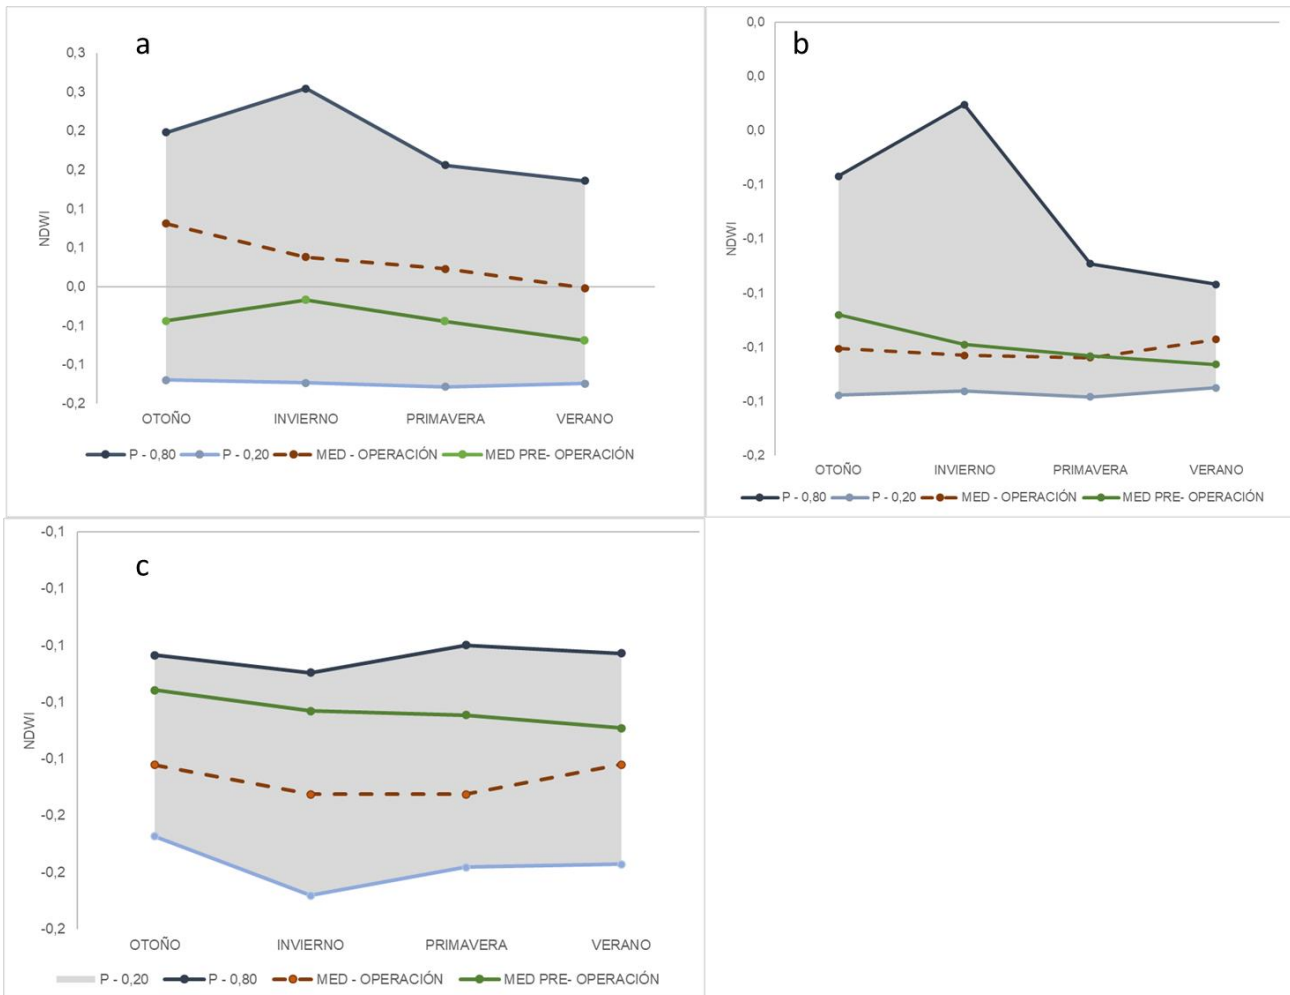 a
0,3
0,3
0,2
0,2
0,1
0,1
0,0
-0,1
-0,1
-0,2
NDWI
OTOÑO INVIERNO PRIMAVERA VERANO
P - 0,80 P - 0,20 MED - OPERACIÓN MED PRE- OPERACIÓN
b
0,0
0,0
0,0
-0,1
-0,1
-0,1
-0,1
-0,1
-0,2
NDWI
OTOÑO INVIERNO PRIMAVERA VERANO
P - 0,80 P - 0,20 MED - OPERACIÓN MED PRE- OPERACIÓN
c
-0,1
-0,1
-0,1
-0,1
-0,1
-0,2
-0,2
-0,2
NDWI
OTOÑO INVIERNO PRIMAVERA VERANO
P - 0,20 P - 0,80 MED - OPERACIÓN MED PRE- OPERACIÓN